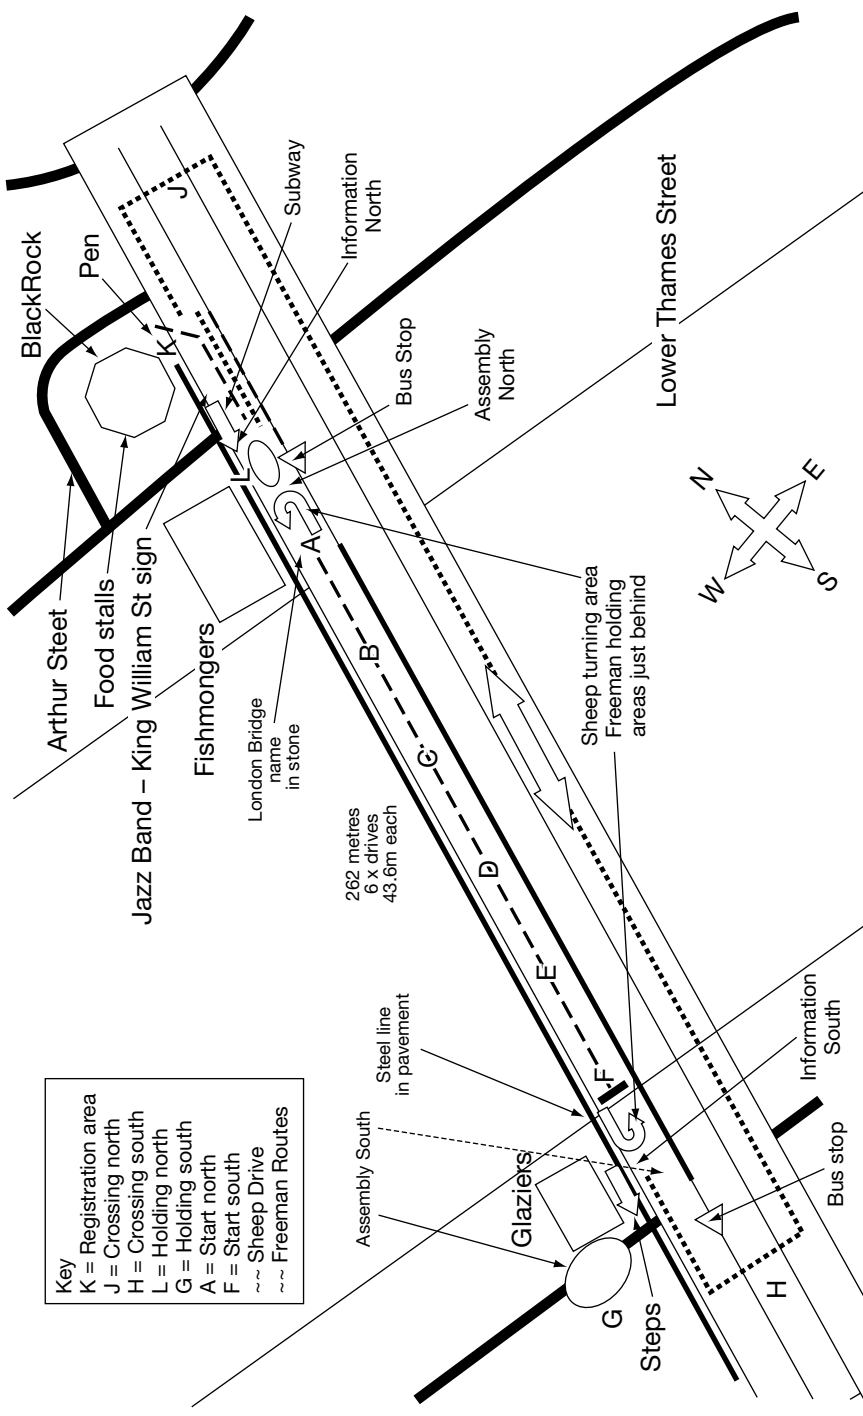 Key
K = Registration area
J = Crossing north
H = Crossing south
L = Holding north
G = Holding south
A = Start north
F = Start south
~~ Sheep Drive
~~ Freeman Routes
Arthur Steet
Food stalls
Jazz Band – King William St sign
BlackRock
Pen
K
J
Subway
Information
North
L
Bus Stop
Assembly
North
Fishmongers
London Bridge
name
in stone
A
B
C
D
E
F
262 metres
6 x drives
43.6m each
Lower Thames Street
N
E
S
W
Sheep turning area
Freeman holding
areas just behind
Steel line
in pavement
Assembly South
Glaziers
G
Steps
H
Information
South
Bus stop